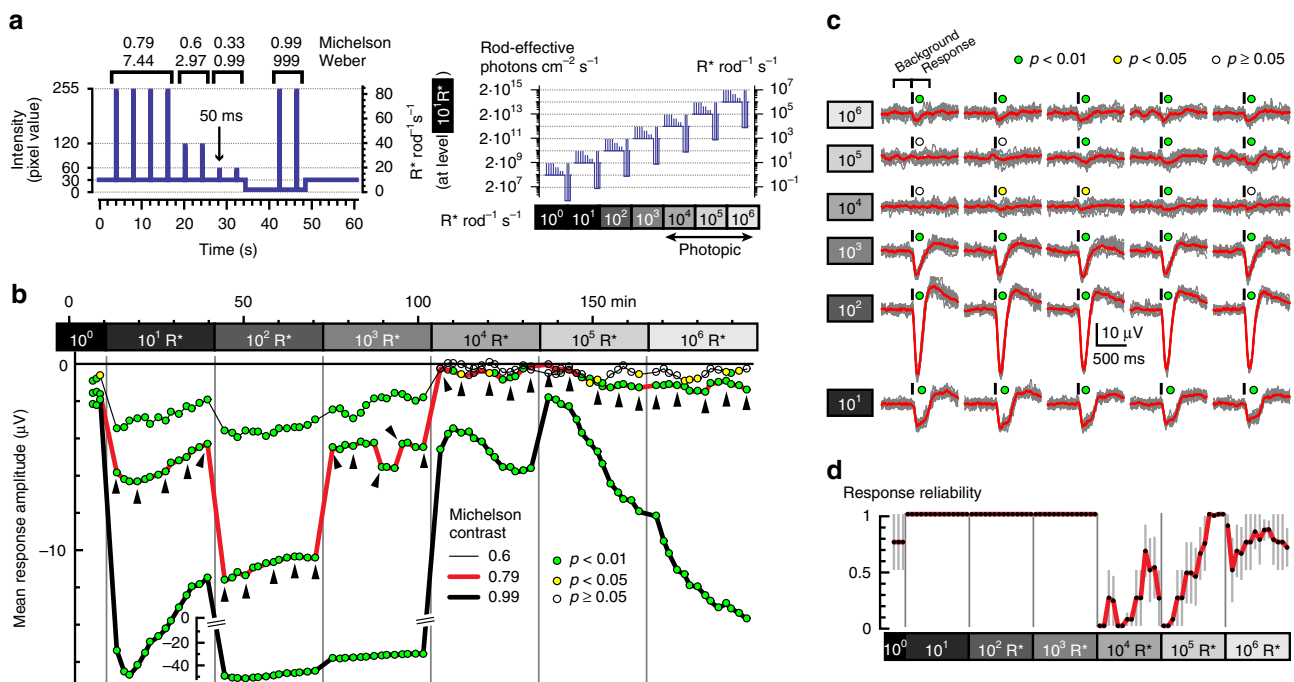 a
0.79 0.6 0.33 0.99 Michelson
7.44 2.97 0.99 999 Weber
Intensity
(pixel value)
255
120
60
30
0
50 ms
80
60
40
20
0
R* rod⁻¹s⁻¹
(at level 10¹R*)
0 10 20 30 40 50 60
Time (s)
Rod-effective
photons cm⁻² s⁻¹
R* rod⁻¹ s⁻¹
2·10¹⁵
2·10¹³
2·10¹¹
2·10⁹
2·10⁷
10⁷
10⁵
10³
10¹
10⁻¹
R* rod⁻¹ s⁻¹ 10⁰ 10¹ 10² 10³ 10⁴ 10⁵ 10⁶
Photopic
b
0 50 100 150 min
10⁰ 10¹ R* 10² R* 10³ R* 10⁴ R* 10⁵ R* 10⁶ R*
Mean response amplitude (μV)
0
−10
0
−20
−40
Michelson
contrast
0.6
0.79
0.99
p < 0.01
p < 0.05
p ≥ 0.05
c
Background
Response
p < 0.01 p < 0.05 p ≥ 0.05
10⁶
10⁵
10⁴
10³
10²
10 μV
500 ms
10¹
d
Response reliability
1
0.5
0
10⁰ 10¹ 10² R* 10³ R* 10⁴ R* 10⁵ R* 10⁶ R*